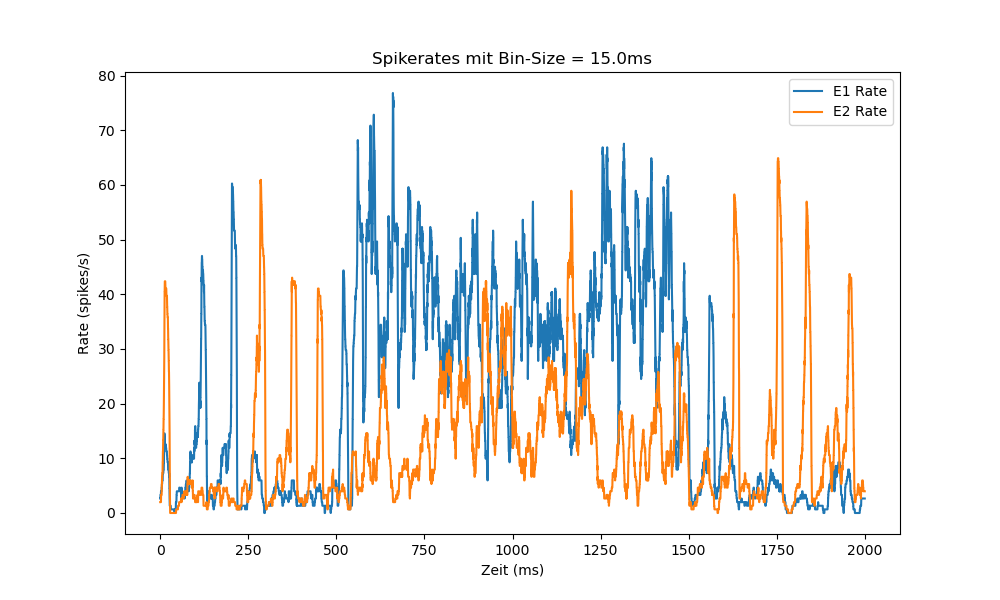 Spikerates mit Bin-Size = 15.0ms
E1 Rate
E2 Rate
80
70
60
50
40
30
20
10
0
Rate (spikes/s)
0 250 500 750 1000 1250 1500 1750 2000
Zeit (ms)